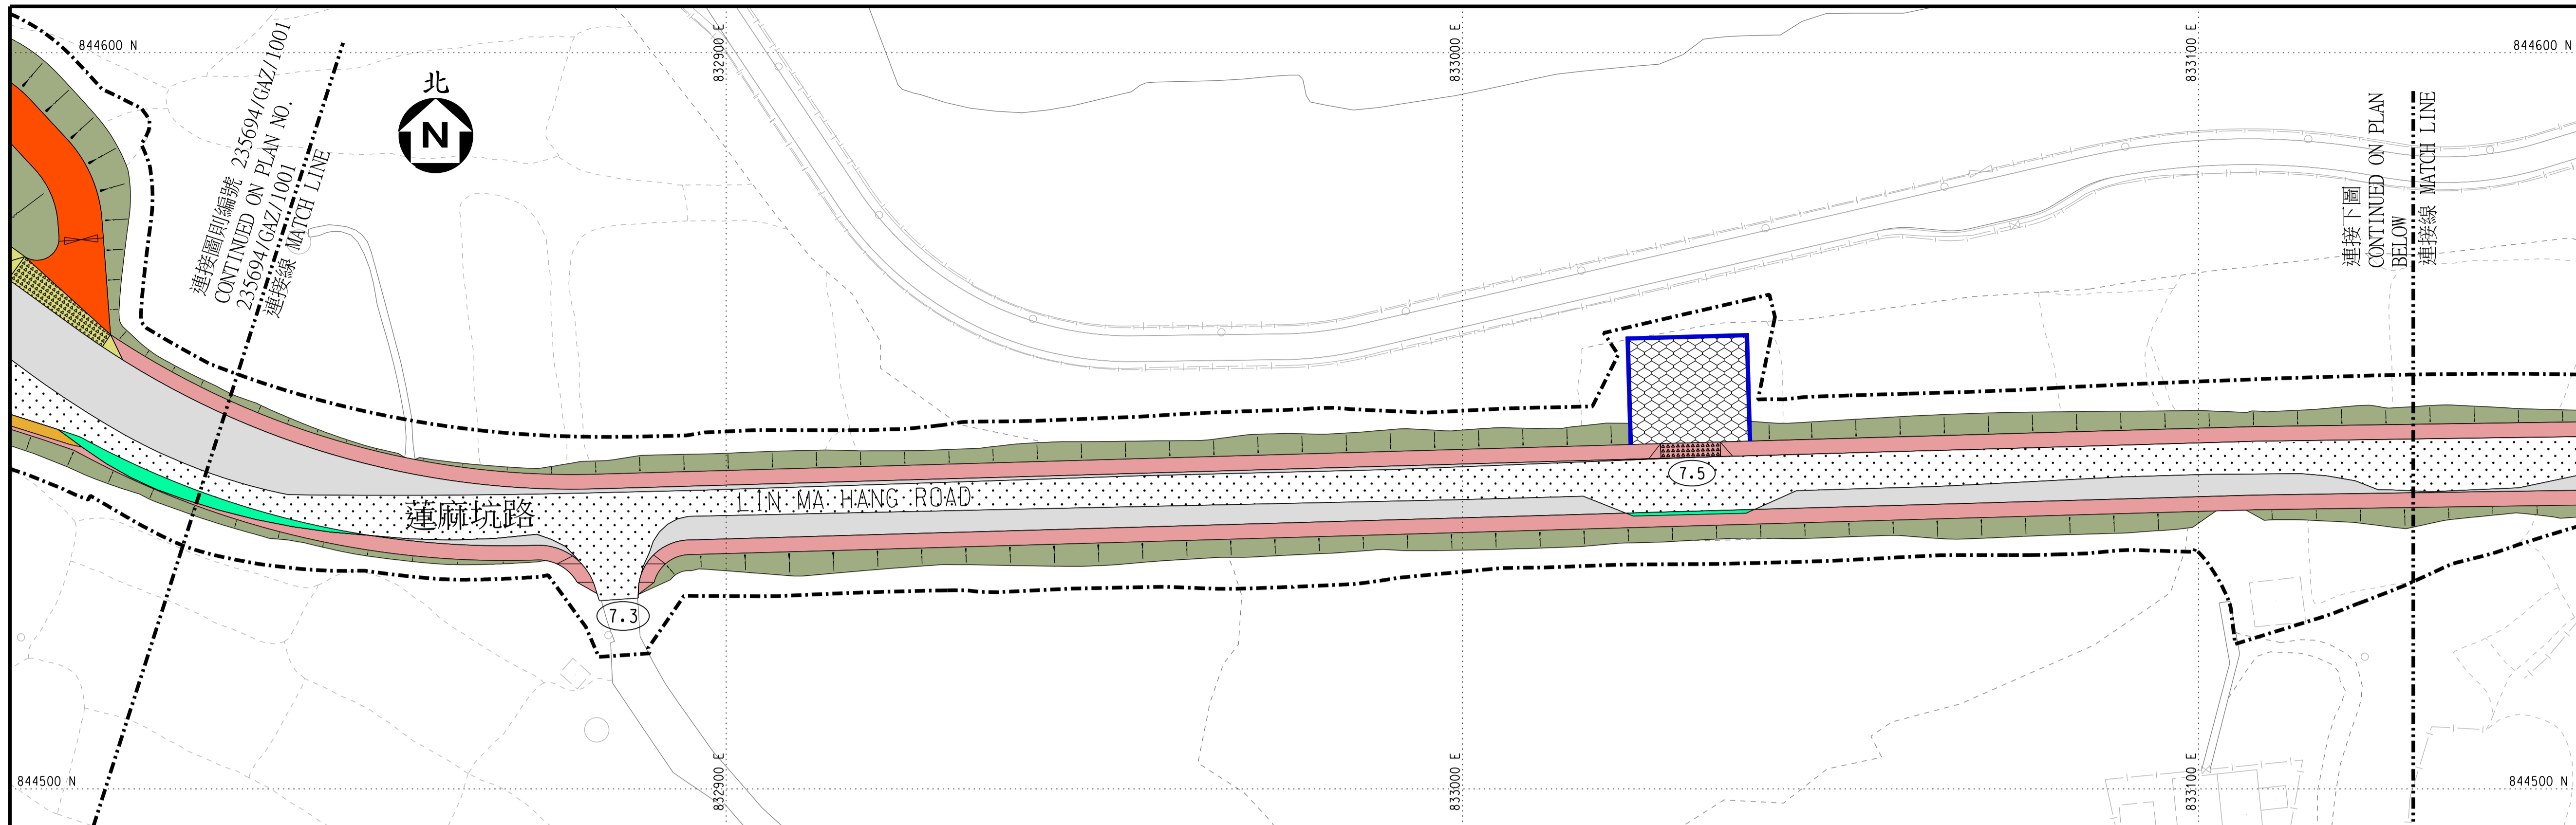 844600 N
832900 E
833000 E
833100 E
844600 N
連接圖則編號 235694/GAZ/1001
CONTINUED ON PLAN NO.
235694/GAZ/1001
連接線 MATCH LINE
北
N
連接下圖
CONTINUED ON PLAN
BELOW
連接線 MATCH LINE
7.5
蓮麻坑路
LIN MA HANG ROAD
7.3
844500 N
832900 E
833000 E
833100 E
844500 N